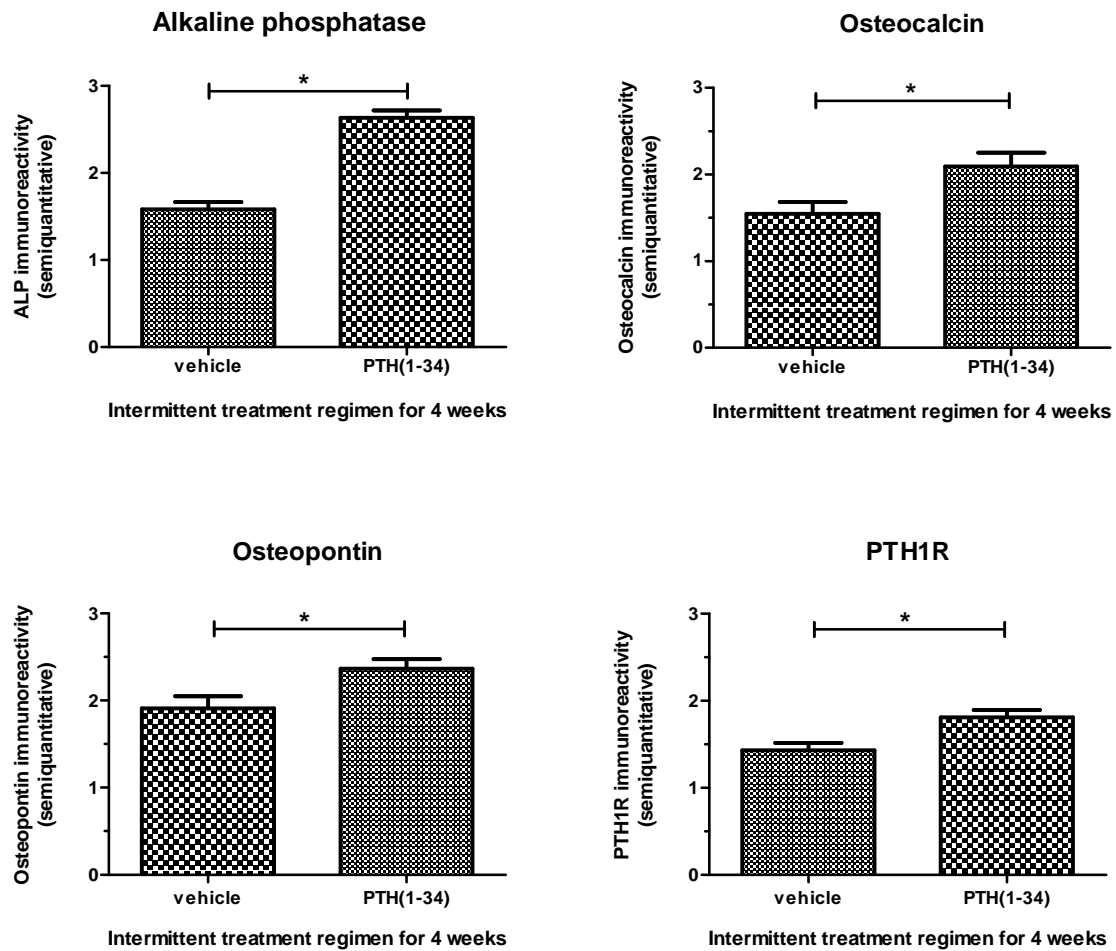 Alkaline phosphatase
ALP immunoreactivity
(semiquantitative)
3
2
1
0
*
vehicle
PTH(1-34)
Intermittent treatment regimen for 4 weeks
Osteocalcin
Osteocalcin immunoreactivity
(semiquantitative)
3
2
1
0
*
vehicle
PTH(1-34)
Intermittent treatment regimen for 4 weeks
Osteopontin
Osteopontin immunoreactivity
(semiquantitative)
3
2
1
0
*
vehicle
PTH(1-34)
Intermittent treatment regimen for 4 weeks
PTH1R
PTH1R immunoreactivity
(semiquantitative)
3
2
1
0
*
vehicle
PTH(1-34)
Intermittent treatment regimen for 4 weeks